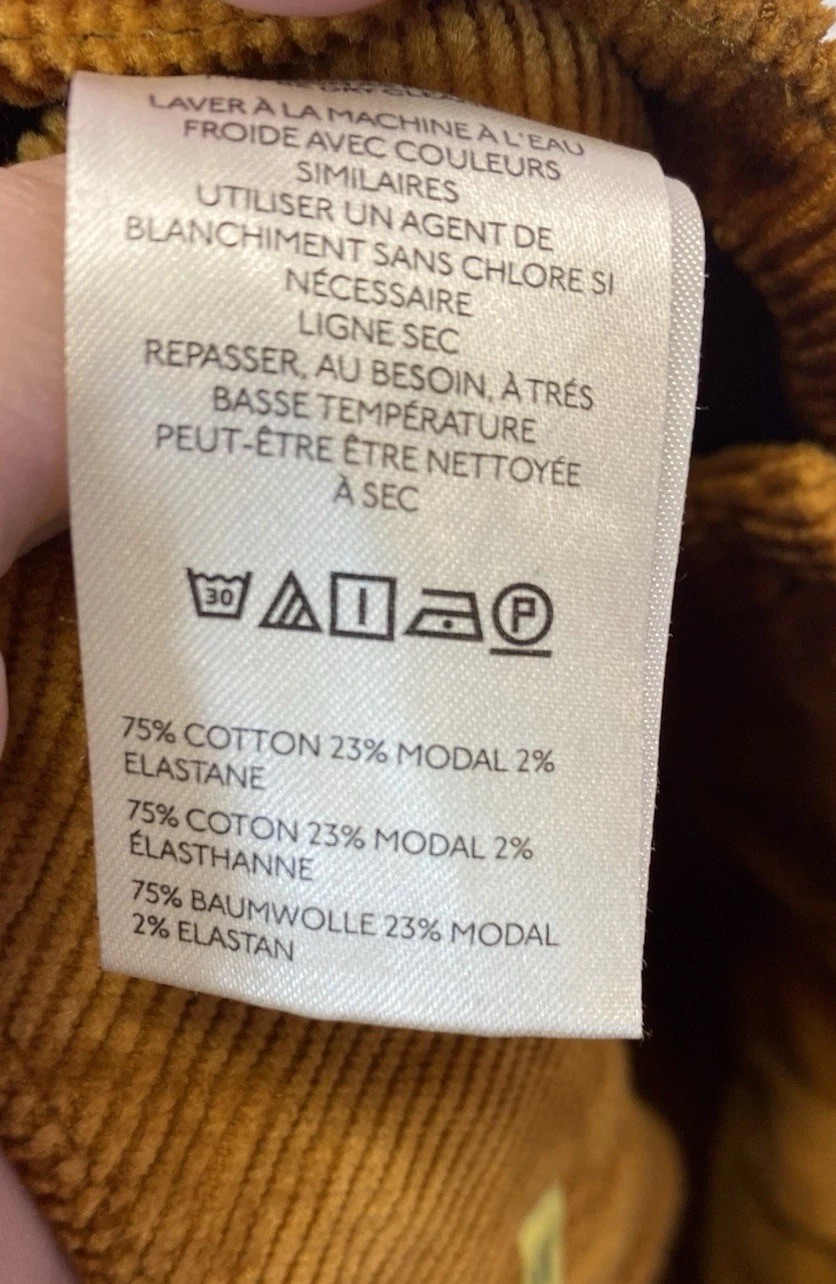 LAVER À LA MACHINE À L'EAU
FROIDE AVEC COULEURS
SIMILAIRES
UTILISER UN AGENT DE
BLANCHIMENT SANS CHLORE SI
NÉCESSAIRE
LIGNE SEC
REPASSER, AU BESOIN, À TRÉS
BASSE TEMPÉRATURE
PEUT-ÊTRE ÊTRE NETTOYÉE
À SEC
30 P
75% COTTON 23% MODAL 2%
ELASTANE
75% COTON 23% MODAL 2%
ÉLASTHANNE
75% BAUMWOLLE 23% MODAL
2% ELASTAN